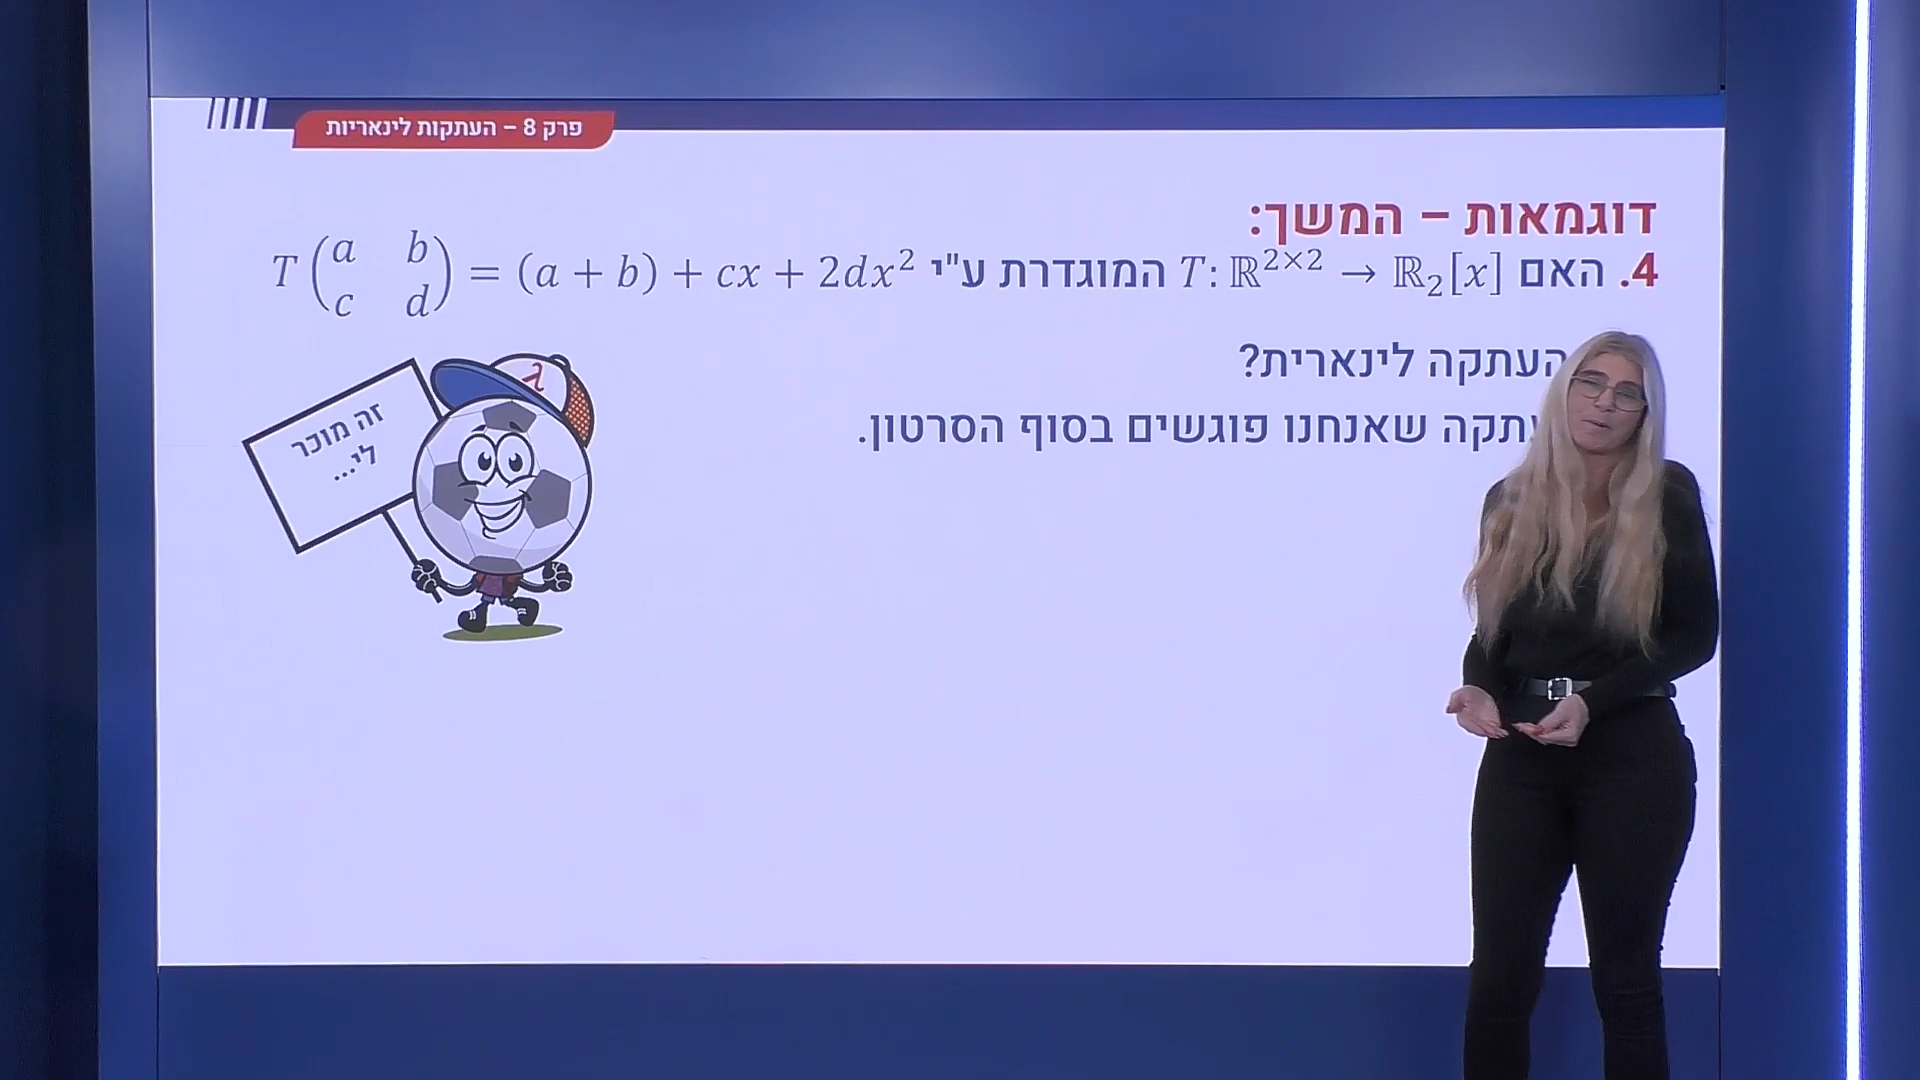 פרק 8 – העתקות לינאריות
דוגמאות – המשך:
4. האם T: ℝ^{2×2} → ℝ_2[x] המוגדרת ע"י T(a b c d) = (a + b) + cx + 2dx^2
העתקה לינארית?
שאנחנו פוגשים בסוף הסרטון.
זה מוכר
לי...
λ